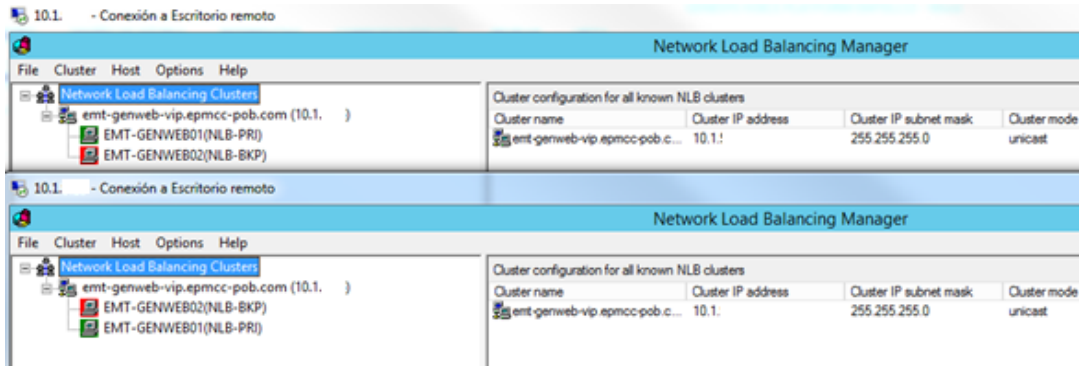 10.1. - Conexión a Escritorio remoto
Network Load Balancing Manager
File Cluster Host Options Help
Network Load Balancing Clusters
emt-genweb-vip.epmcc-pob.com (10.1. )
EMT-GENWEB01(NLB-PRI)
EMT-GENWEB02(NLB-BKP)
Cluster configuration for all known NLB clusters
Cluster name Cluster IP address Cluster IP subnet mask Cluster mode
emt-genweb-vip.epmcc-pob.c... 10.1.! 255.255.255.0 unicast
10.1. - Conexión a Escritorio remoto
Network Load Balancing Manager
File Cluster Host Options Help
Network Load Balancing Clusters
emt-genweb-vip.epmcc-pob.com (10.1. )
EMT-GENWEB02(NLB-BKP)
EMT-GENWEB01(NLB-PRI)
Cluster configuration for all known NLB clusters
Cluster name Cluster IP address Cluster IP subnet mask Cluster mode
emt-genweb-vip.epmcc-pob.c... 10.1. 255.255.255.0 unicast